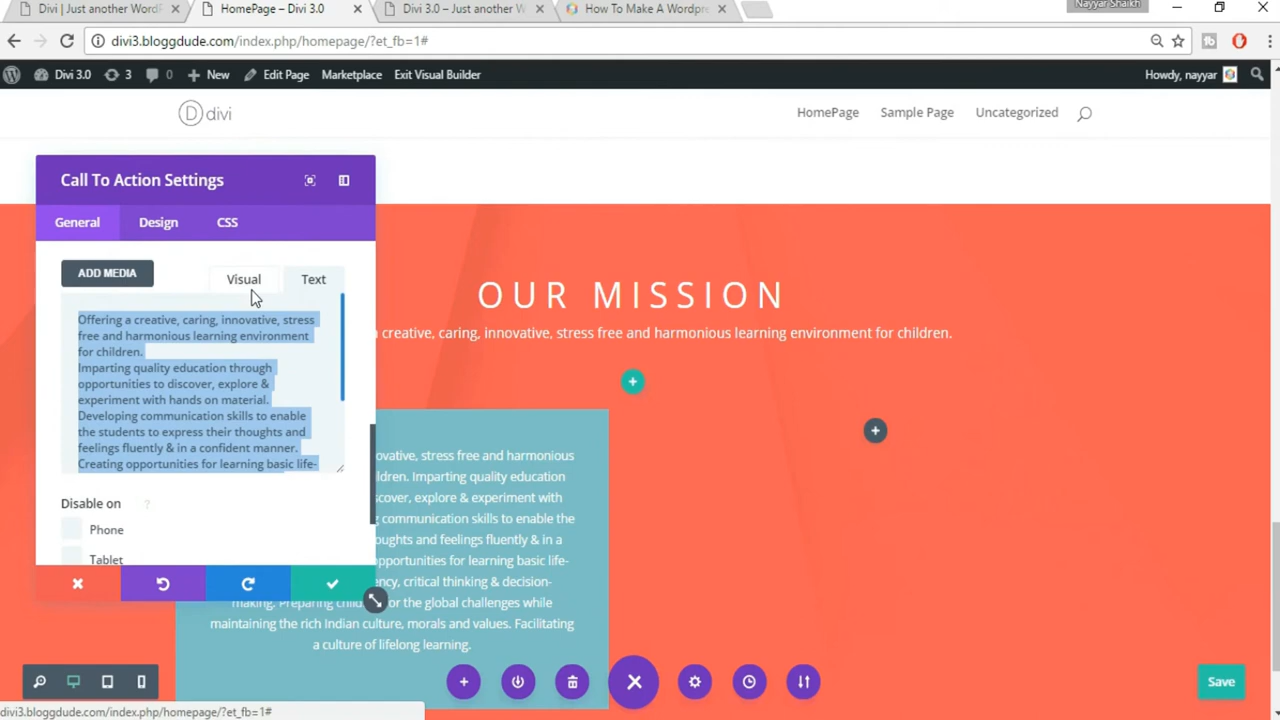 Divi | Just another WordP
HomePage – Divi 3.0
Divi 3.0 – Just another W
How To Make A Wordpre
Nayyar Shaikh
divi3.bloggdude.com/index.php/homepage/?et_fb=1#
Divi 3.0
3
0
New
Edit Page
Marketplace
Exit Visual Builder
Howdy, nayyar
D divi
HomePage
Sample Page
Uncategorized
Call To Action Settings
General
Design
CSS
ADD MEDIA
Visual
Text
Offering a creative, caring, innovative, stress
free and harmonious learning environment
for children.
Imparting quality education through
opportunities to discover, explore &
experiment with hands on material.
Developing communication skills to enable
the students to express their thoughts and
feelings fluently & in a confident manner.
Creating opportunities for learning basic life-
Disable on
?
Phone
Tablet
OUR MISSION
creative, caring, innovative, stress free and harmonious learning environment for children.
ovative, stress free and harmonious
ldren. Imparting quality education
scover, explore & experiment with
communication skills to enable the
oughts and feelings fluently & in a
pportunities for learning basic life-
ency, critical thinking & decision-
making. Preparing child or the global challenges while
maintaining the rich Indian culture, morals and values. Facilitating
a culture of lifelong learning.
Save
divi3.bloggdude.com/index.php/homepage/?et_fb=1#